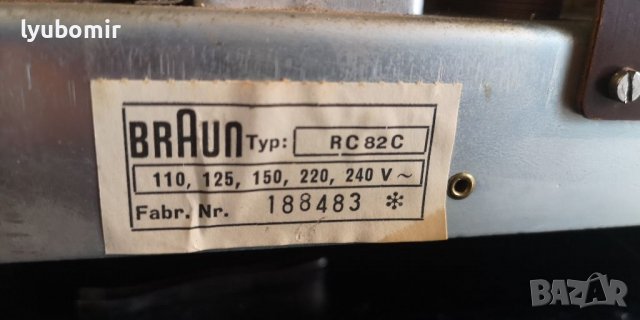 lyubomir
BRAUN Typ: RC 82 C
110, 125, 150, 220, 240 V ~
Fabr. Nr. 188483 *
BAZAR